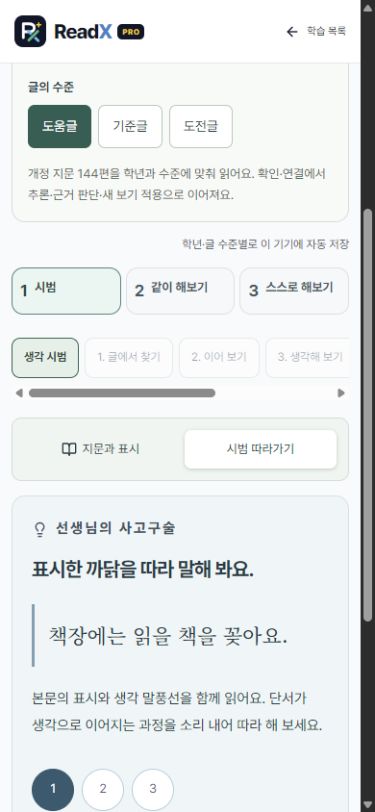 ReadX PRO
← 학습 목록
글의 수준
도움글
기준글
도전글
개정 지문 144편을 학년과 수준에 맞춰 읽어요. 확인·연결에서
추론·근거 판단·새 보기 적용으로 이어져요.
학년·글 수준별로 이 기기에 자동 저장
1 시범
2 같이 해보기
3 스스로 해보기
생각 시범
1. 글에서 찾기
2. 이어 보기
3. 생각해 보기
지문과 표시
시범 따라가기
선생님의 사고구술
표시한 까닭을 따라 말해 봐요.
책장에는 읽을 책을 꽂아요.
본문의 표시와 생각 말풍선을 함께 읽어요. 단서가
생각으로 이어지는 과정을 소리 내어 따라 해 보세요.
1
2
3